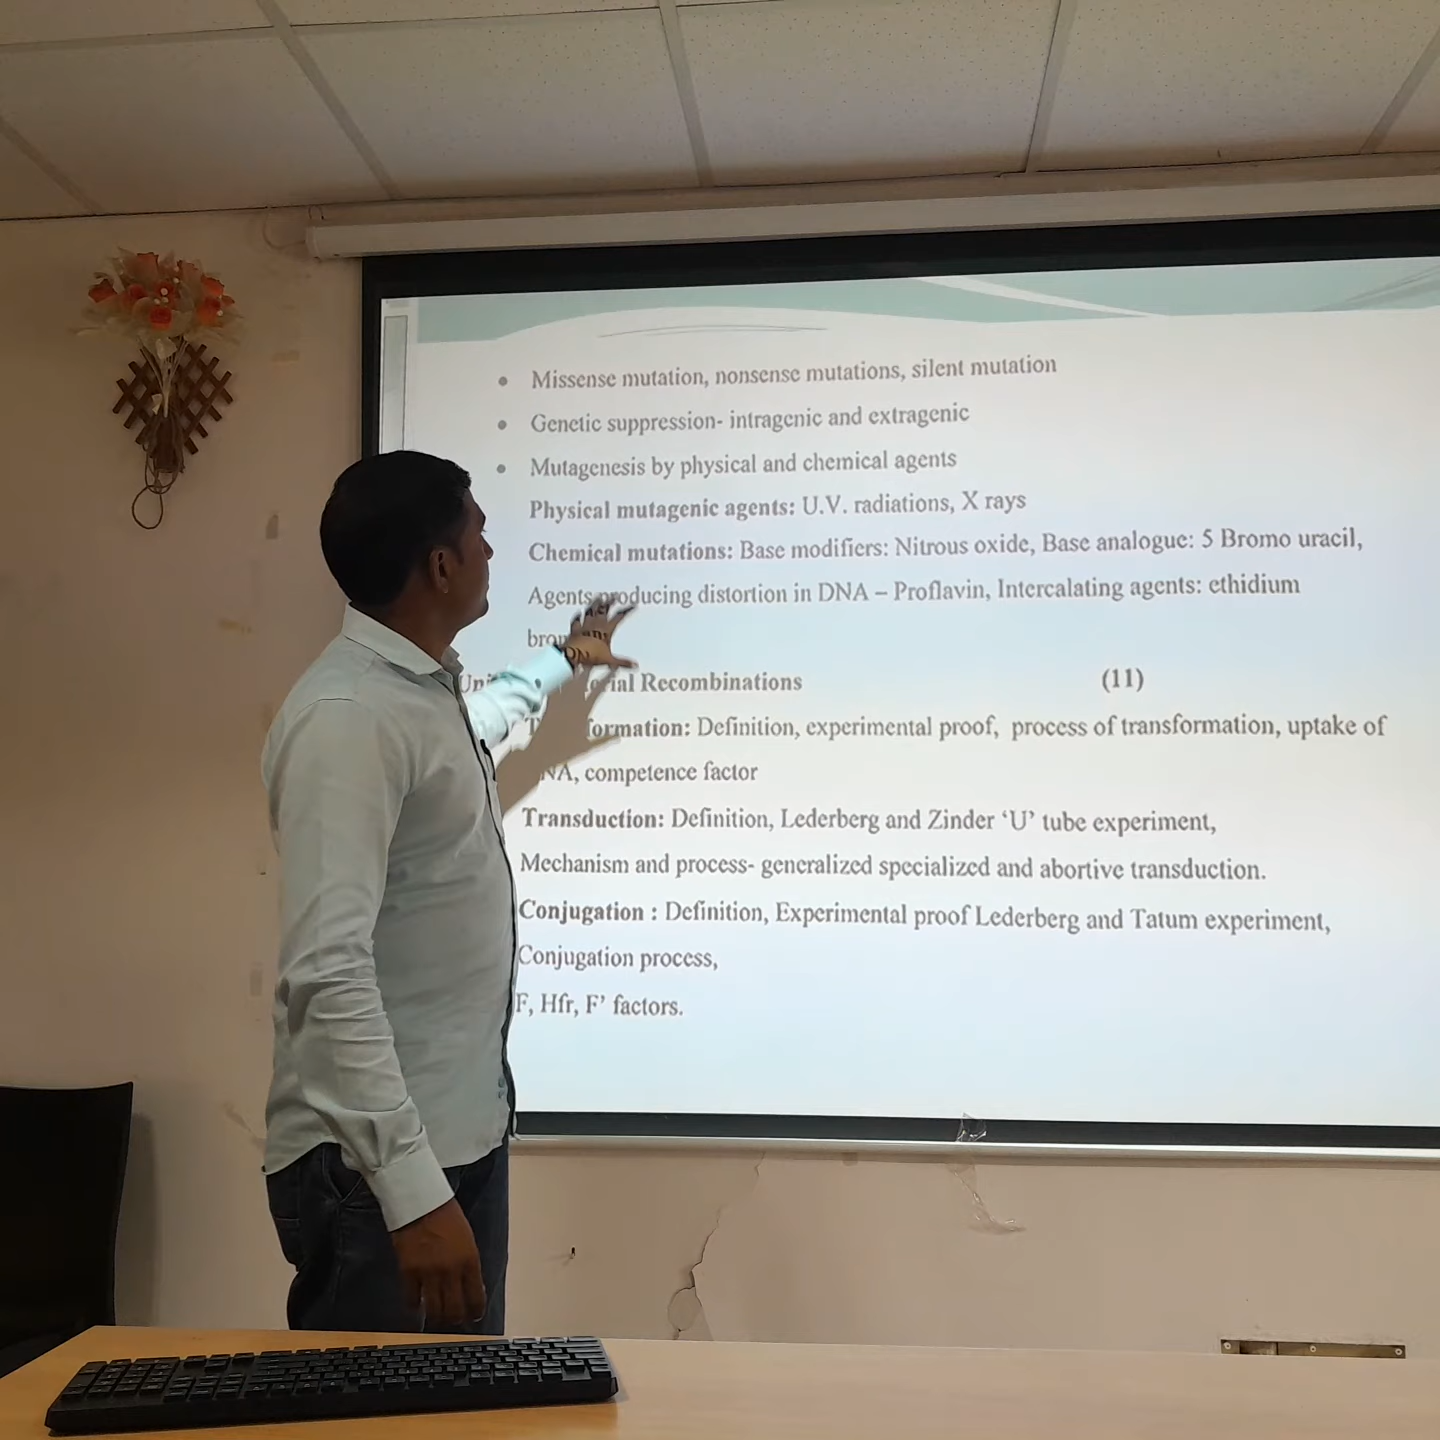 • Missense mutation, nonsense mutations, silent mutation
• Genetic suppression- intragenic and extragenic
• Mutagenesis by physical and chemical agents
Physical mutagenic agents: U.V. radiations, X rays
Chemical mutations: Base modifiers: Nitrous oxide, Base analogue: 5 Bromo uracil,
Agents producing distortion in DNA – Proflavin, Intercalating agents: ethidium
Recombinations (11)
Definition, experimental proof, process of transformation, uptake of
competence factor
Transduction: Definition, Lederberg and Zinder ‘U’ tube experiment,
Mechanism and process- generalized specialized and abortive transduction.
Conjugation : Definition, Experimental proof Lederberg and Tatum experiment,
Conjugation process,
F, Hfr, F’ factors.